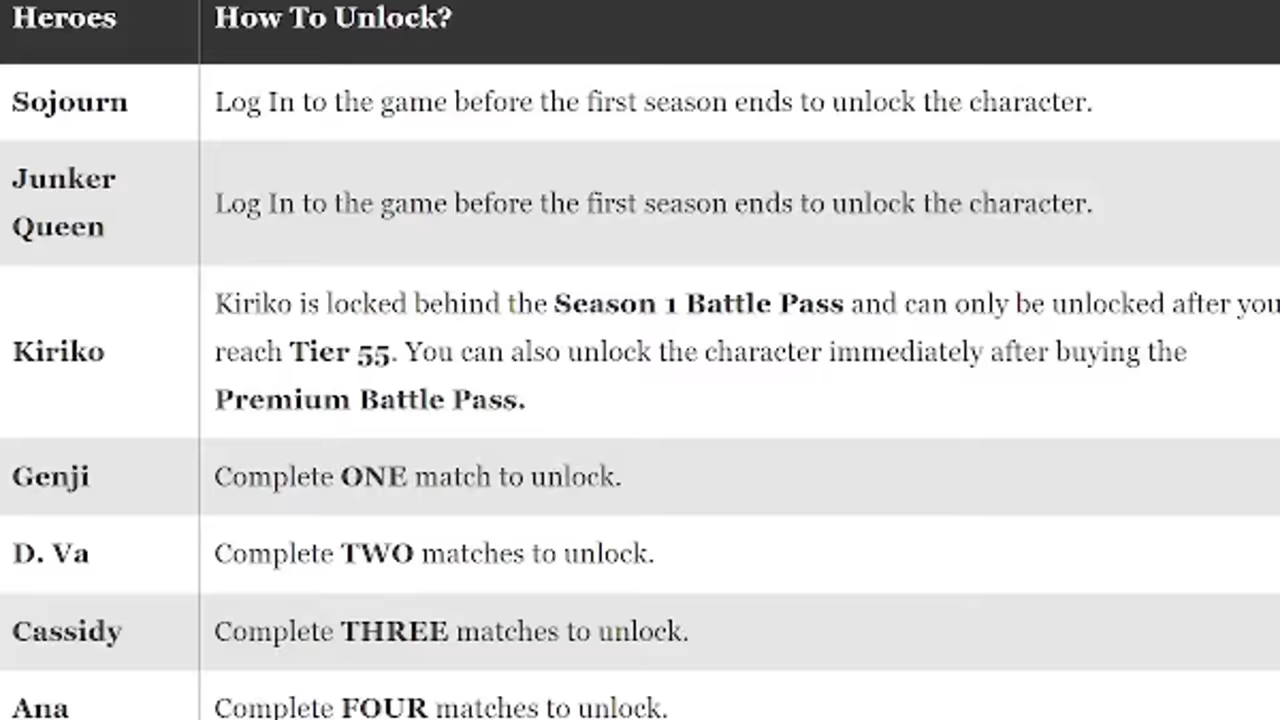 Heroes How To Unlock?
Sojourn Log In to the game before the first season ends to unlock the character.
Junker
Queen
Log In to the game before the first season ends to unlock the character.
Kiriko is locked behind the Season 1 Battle Pass and can only be unlocked after you
Kiriko reach Tier 55. You can also unlock the character immediately after buying the
Premium Battle Pass.
Genji Complete ONE match to unlock.
D. Va Complete TWO matches to unlock.
Cassidy Complete THREE matches to unlock.
Ana Complete FOUR matches to unlock.